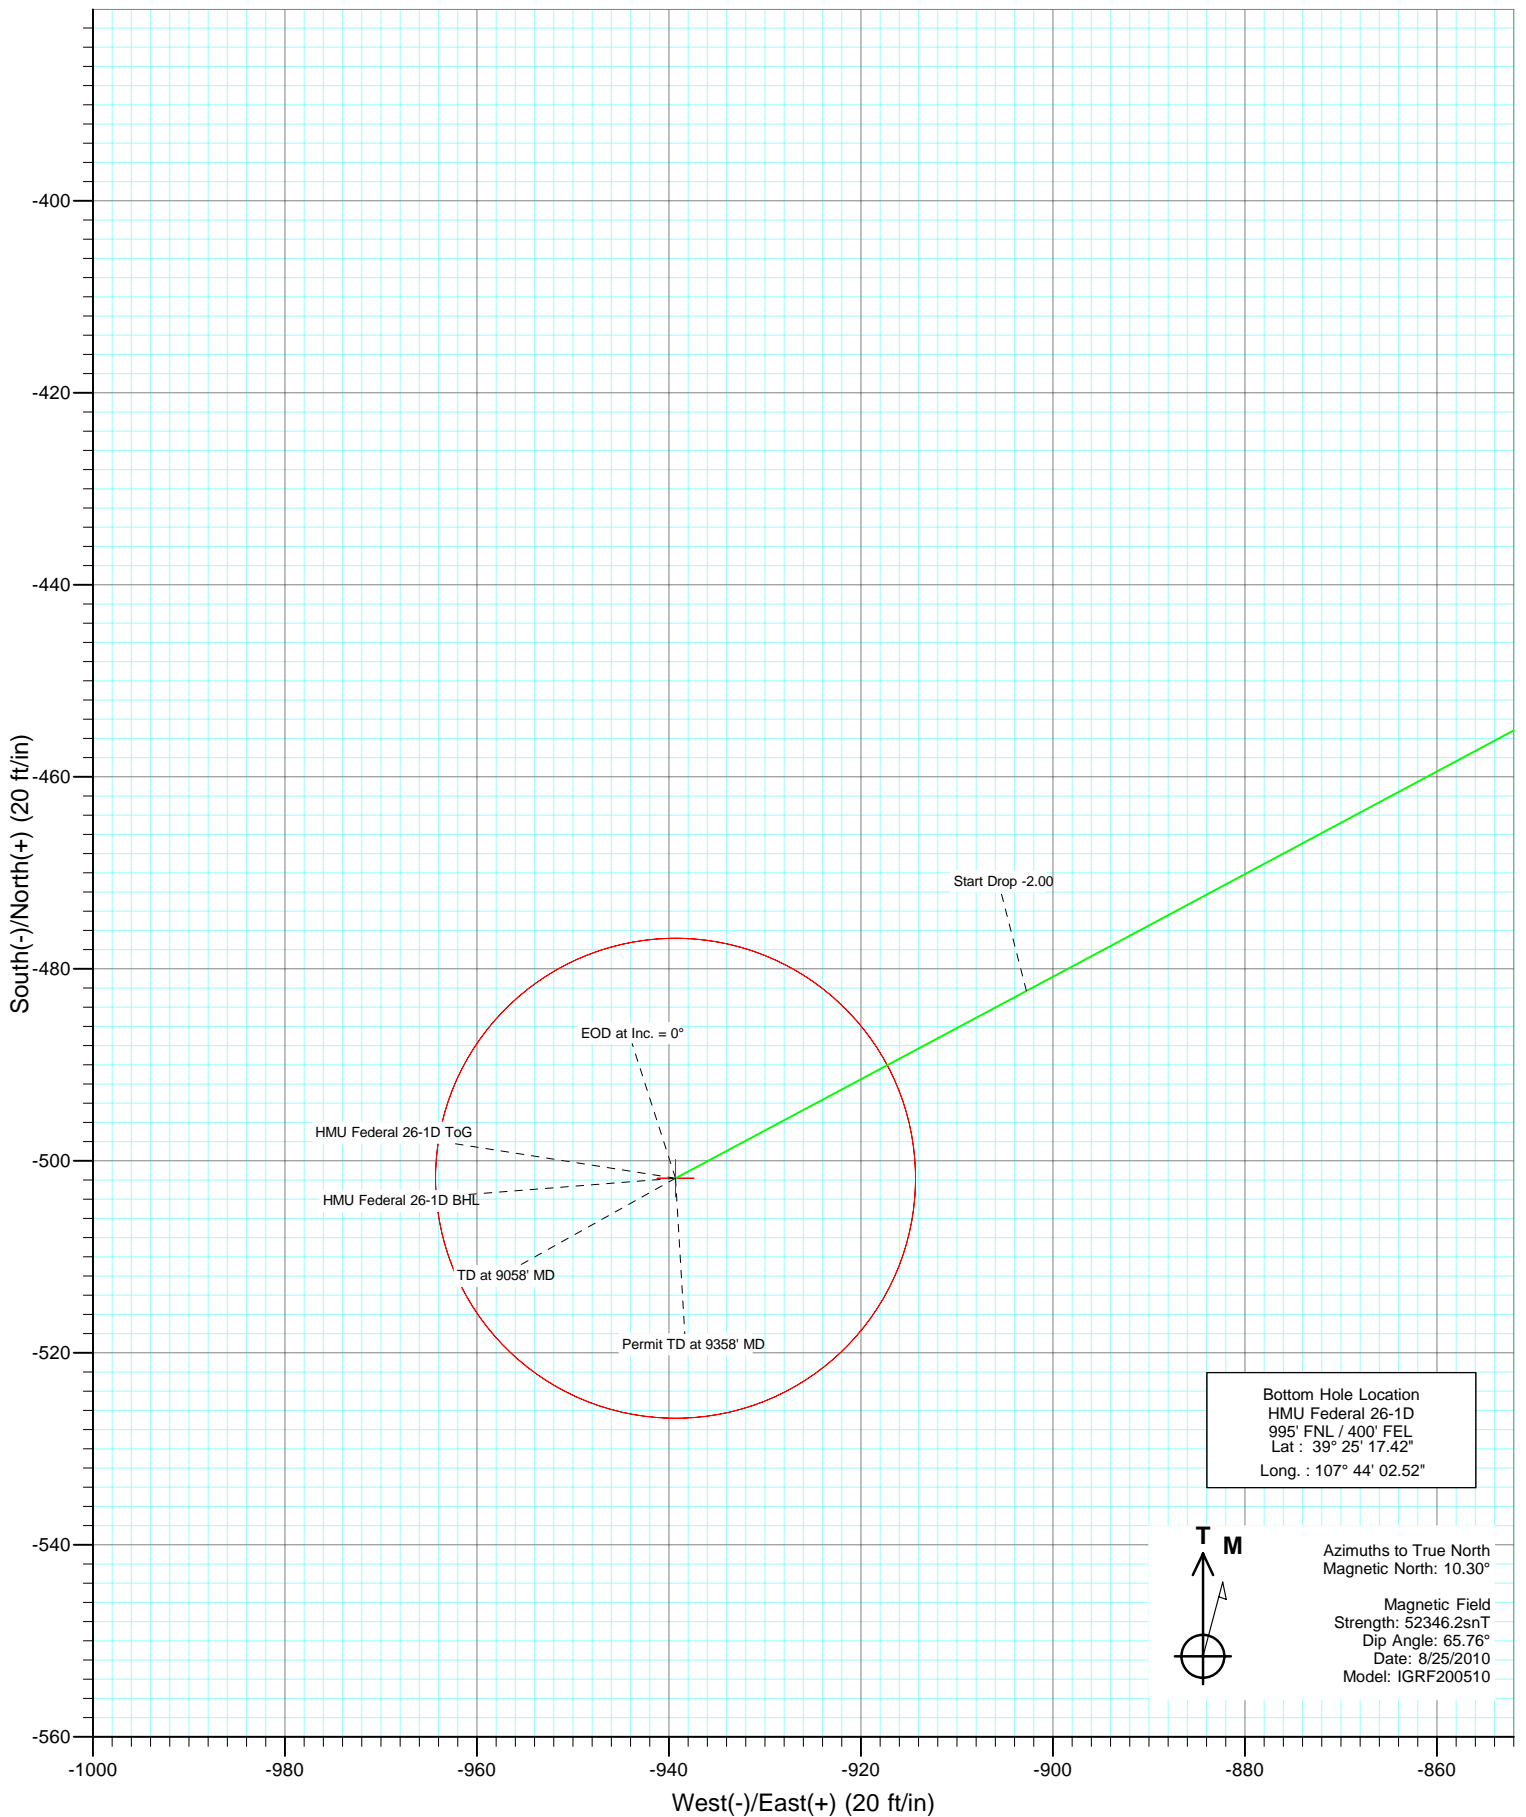 South(-)/North(+) (20 ft/in)
-400
-420
-440
-460
-480
-500
-520
-540
-560
Start Drop -2.00
EOD at Inc. = 0°
HMU Federal 26-1D ToG
HMU Federal 26-1D BHL
TD at 9058' MD
Permit TD at 9358' MD
Bottom Hole Location
HMU Federal 26-1D
995' FNL / 400' FEL
Lat : 39° 25' 17.42"
Long. : 107° 44' 02.52"
T M
Azimuths to True North
Magnetic North: 10.30°
Magnetic Field
Strength: 52346.2snT
Dip Angle: 65.76°
Date: 8/25/2010
Model: IGRF200510
-1000 -980 -960 -940 -920 -900 -880 -860
West(-)/East(+) (20 ft/in)